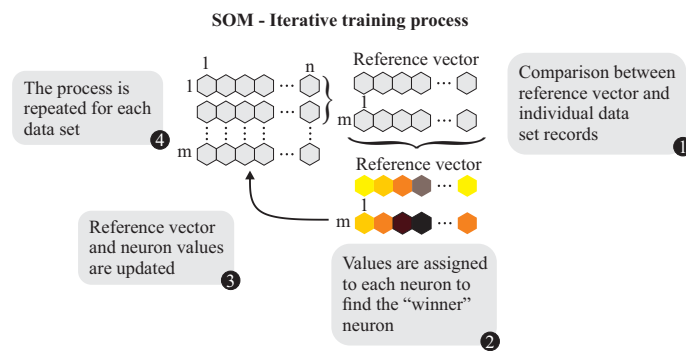 SOM - Iterative training process
1
n
1
m
Reference vector
1
m
Reference vector
1
m
Comparison between
reference vector and
individual data
set records
1
Values are assigned
to each neuron to
find the “winner”
neuron
2
Reference vector
and neuron values
are updated
3
The process is
repeated for each
data set
4